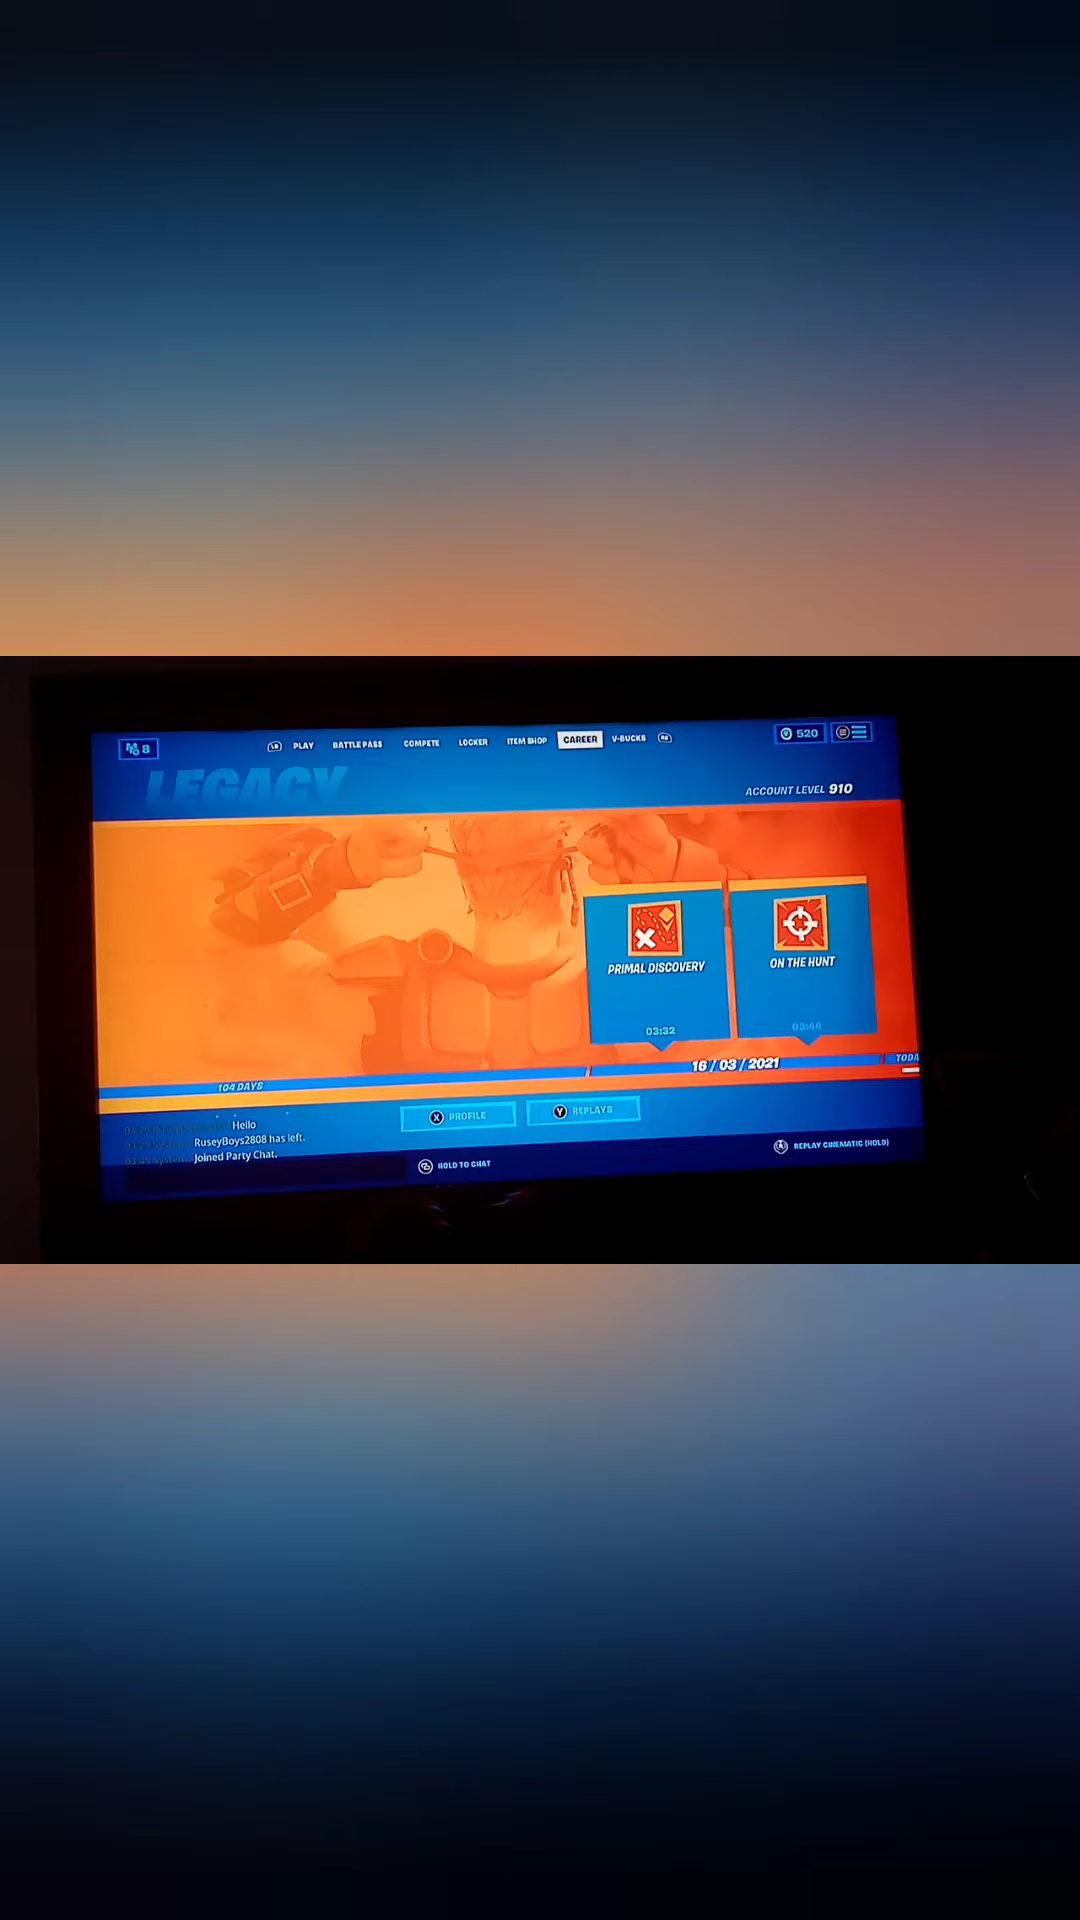 8
LB PLAY BATTLE PASS COMPETE LOCKER ITEM SHOP CAREER V-BUCKS RB
520
LEGACY
ACCOUNT LEVEL 910
PRIMAL DISCOVERY
03:32
ON THE HUNT
03:44
104 DAYS
16/03/2021
TODA
Hello
RuseyBoys2808 has left.
Joined Party Chat.
X PROFILE
Y REPLAYS
HOLD TO CHAT
REPLAY CINEMATIC (HOLD)